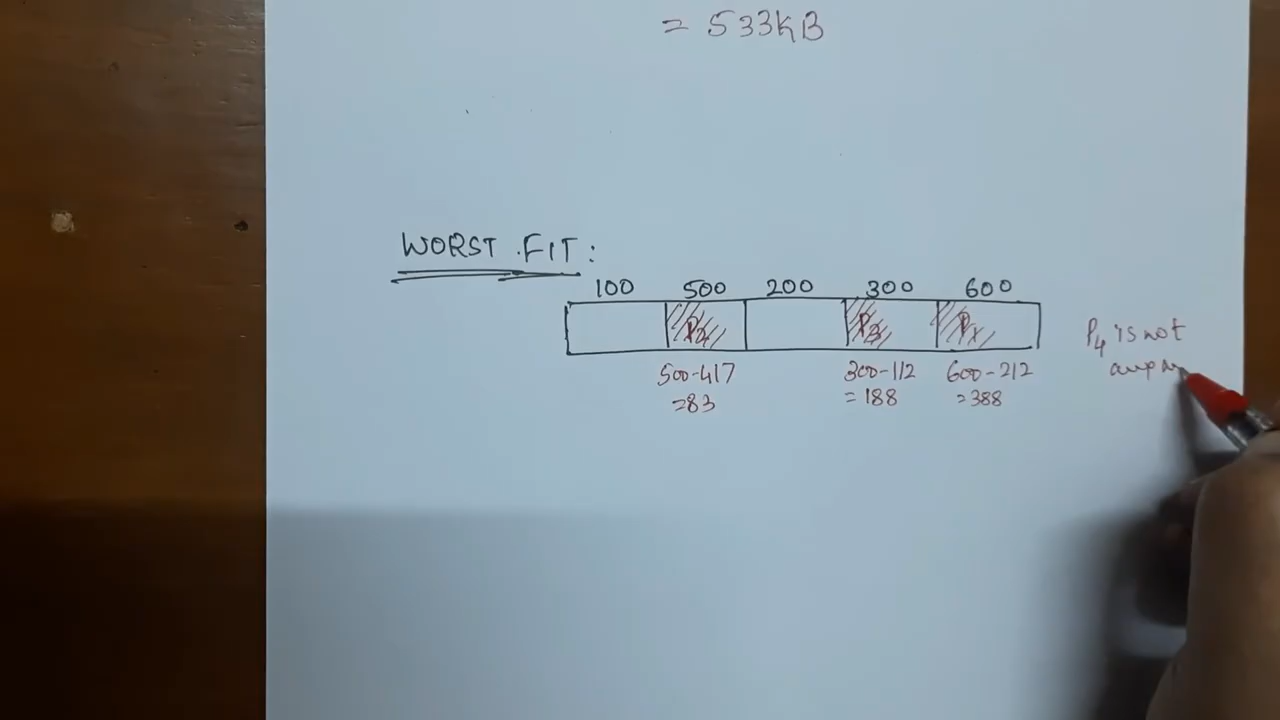 = 533KB
WORST FIT:
100 500 200 300 600
P2 P3 P1
500-417 300-112 600-212
=83 = 188 =388
P4 is not